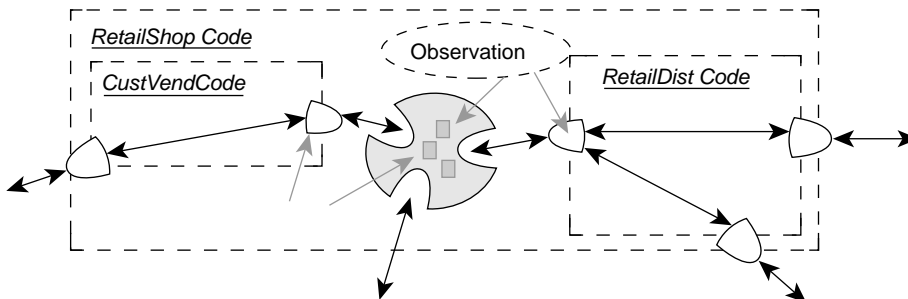 RetailShop Code
Observation
CustVendCode
RetailDist Code